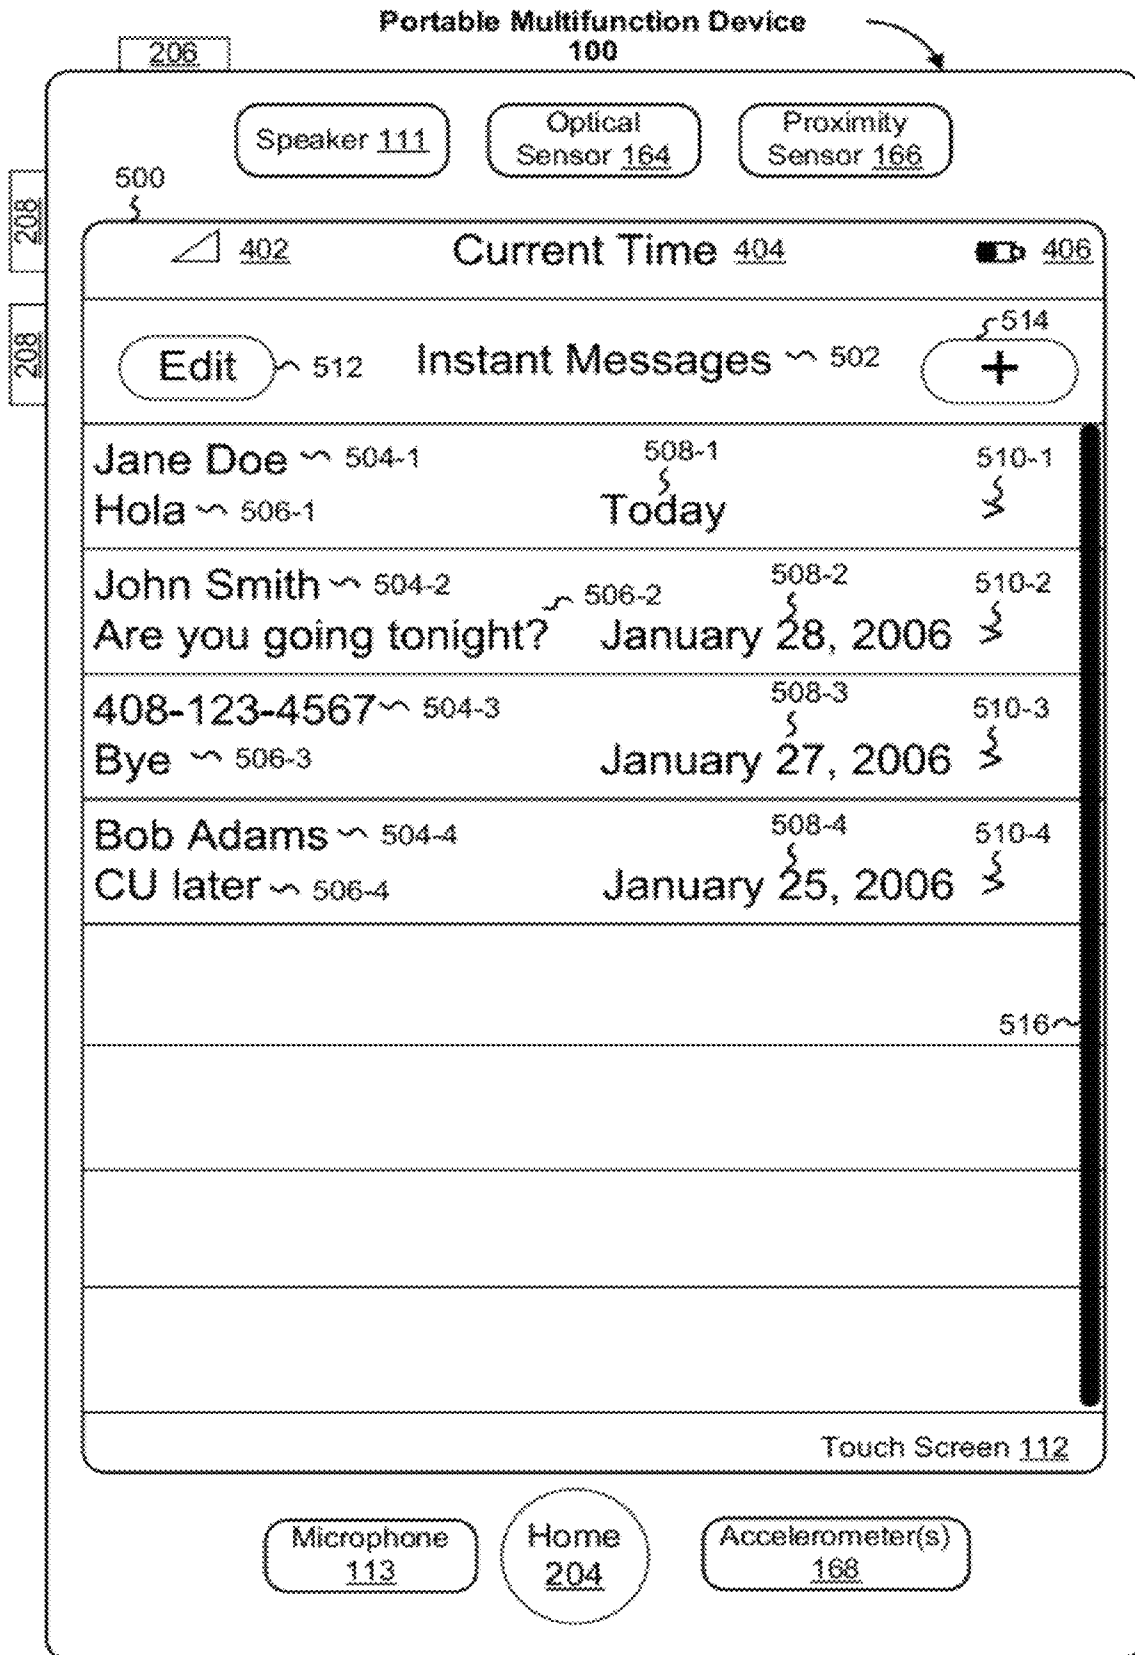 Portable Multifunction Device
100
206
Speaker 111
Optical
Sensor 164
Proximity
Sensor 166
208
208
500
402
Current Time 404
406
514
Edit 512
Instant Messages 502
+
Jane Doe 504-1
508-1
510-1
Hola 506-1
Today
John Smith 504-2
506-2
508-2
510-2
Are you going tonight?
January 28, 2006
408-123-4567 504-3
508-3
510-3
Bye 506-3
January 27, 2006
Bob Adams 504-4
508-4
510-4
CU later 506-4
January 25, 2006
516
Touch Screen 112
Microphone
113
Home
204
Accelerometer(s)
168